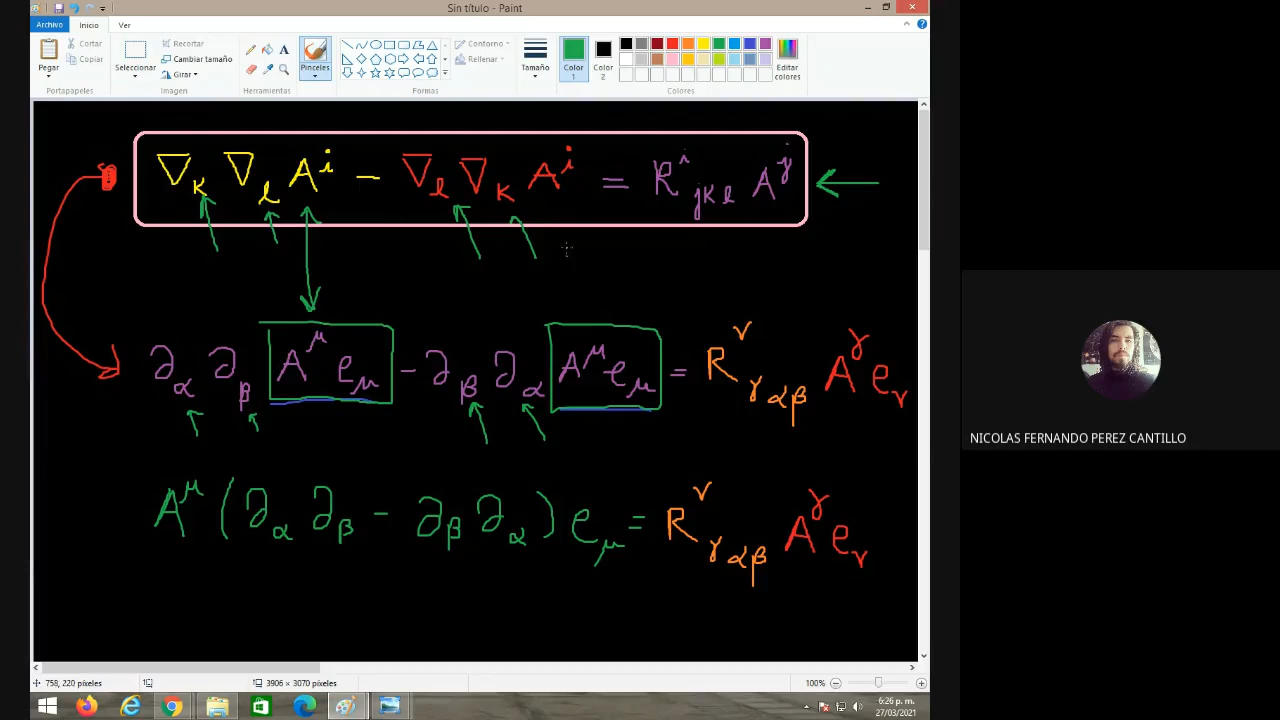 Sin título - Paint
Archivo Inicio Ver
Pegar Cortar Copiar Seleccionar Recortar Cambiar tamaño Girar A Pinceles Contorno Rellenar Tamaño Color 1 Color 2 Editar colores
Portapapeles Imagen Herramientas Formas Colores
∇_k ∇_l A^i − ∇_l ∇_k A^i = R^i_{jkl} A^j
∂_α ∂_β A^μ e_μ − ∂_β ∂_α A^μ e_μ = R^ν_{γαβ} A^γ e_ν
A^μ (∂_α ∂_β − ∂_β ∂_α) e_μ = R^ν_{γαβ} A^γ e_ν
NICOLAS FERNANDO PEREZ CANTILLO
758, 220 píxeles 3906 × 3070 píxeles 100%
6:26 p. m.
27/03/2021